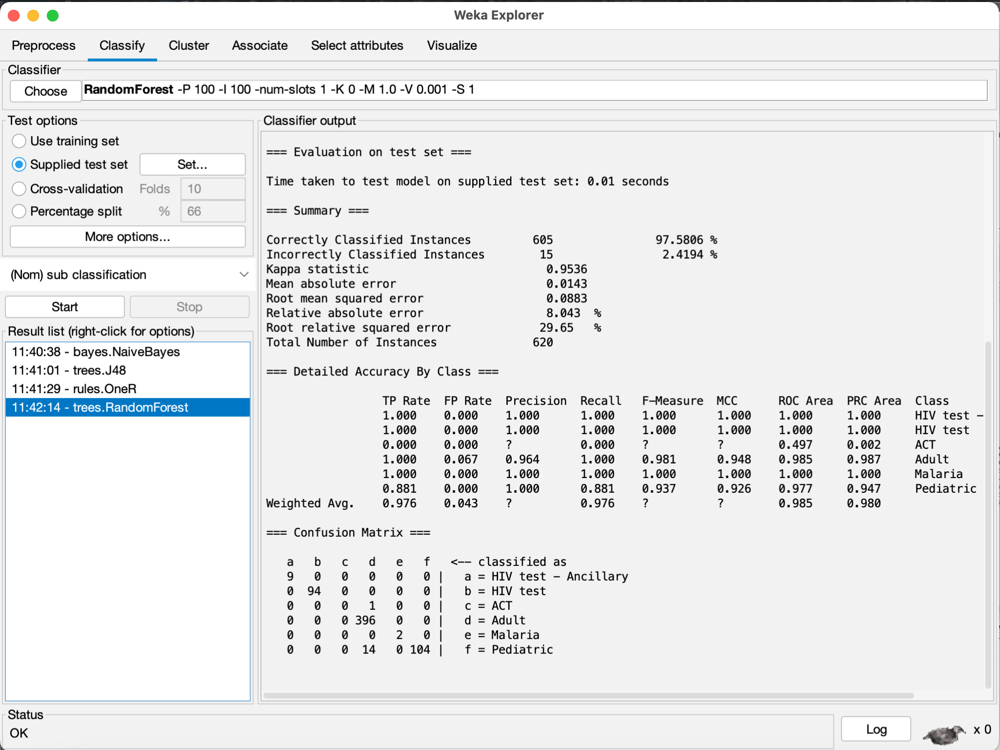 Weka Explorer
Preprocess Classify Cluster Associate Select attributes Visualize
Classifier
Choose RandomForest -P 100 -I 100 -num-slots 1 -K 0 -M 1.0 -V 0.001 -S 1
Test options
Use training set
Supplied test set Set...
Cross-validation Folds 10
Percentage split % 66
More options...
(Nom) sub classification
Start Stop
Result list (right-click for options)
11:40:38 - bayes.NaiveBayes
11:41:01 - trees.J48
11:41:29 - rules.OneR
11:42:14 - trees.RandomForest
Classifier output
=== Evaluation on test set ===
Time taken to test model on supplied test set: 0.01 seconds
=== Summary ===
Correctly Classified Instances 605 97.5806 %
Incorrectly Classified Instances 15 2.4194 %
Kappa statistic 0.9536
Mean absolute error 0.0143
Root mean squared error 0.0883
Relative absolute error 8.043 %
Root relative squared error 29.65 %
Total Number of Instances 620
=== Detailed Accuracy By Class ===
TP Rate FP Rate Precision Recall F-Measure MCC ROC Area PRC Area Class
1.000 0.000 1.000 1.000 1.000 1.000 1.000 1.000 HIV test -
1.000 0.000 1.000 1.000 1.000 1.000 1.000 1.000 HIV test
0.000 0.000 ? 0.000 ? ? 0.497 0.002 ACT
1.000 0.067 0.964 1.000 0.981 0.948 0.985 0.987 Adult
1.000 0.000 1.000 1.000 1.000 1.000 1.000 1.000 Malaria
0.881 0.000 1.000 0.881 0.937 0.926 0.977 0.947 Pediatric
Weighted Avg. 0.976 0.043 ? 0.976 ? ? 0.985 0.980
=== Confusion Matrix ===
a b c d e f <-- classified as
9 0 0 0 0 0 | a = HIV test - Ancillary
0 94 0 0 0 0 | b = HIV test
0 0 0 1 0 0 | c = ACT
0 0 0 396 0 0 | d = Adult
0 0 0 0 2 0 | e = Malaria
0 0 0 14 0 104 | f = Pediatric
Status
OK
Log x 0